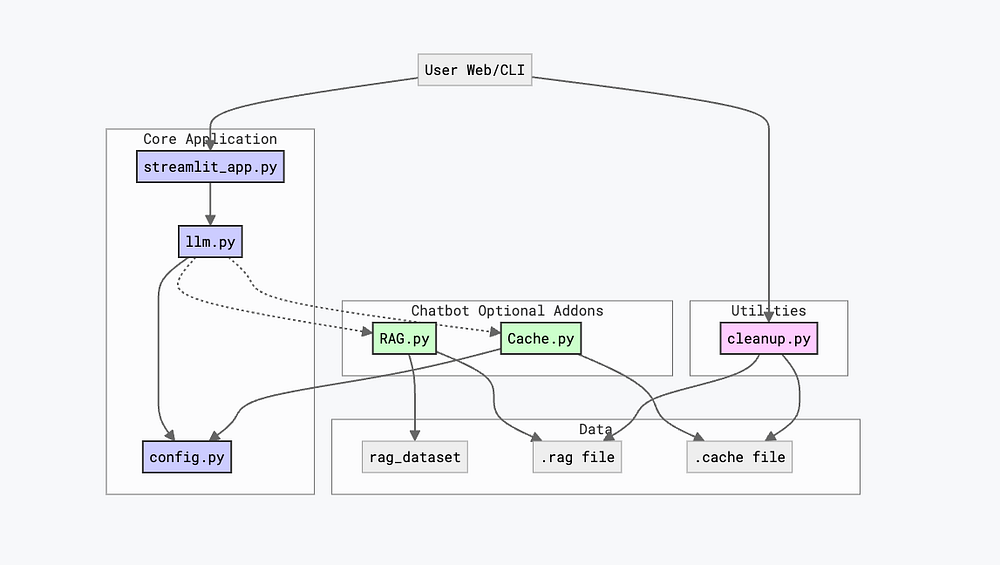 User Web/CLI
Core Application
streamlit_app.py
llm.py
Chatbot Optional Addons
Utilities
RAG.py
Cache.py
cleanup.py
Data
config.py
rag_dataset
.rag file
.cache file